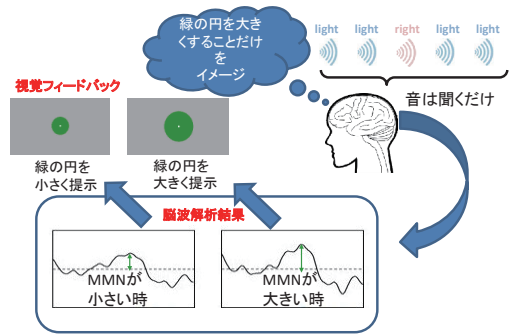 緑の円を大き
くすることだけ
を
イメージ
light light right light light
音は聞くだけ
視覚フィードバック
緑の円を
小さく提示
緑の円を
大きく提示
脳波解析結果
MMNが
小さい時
MMNが
大きい時